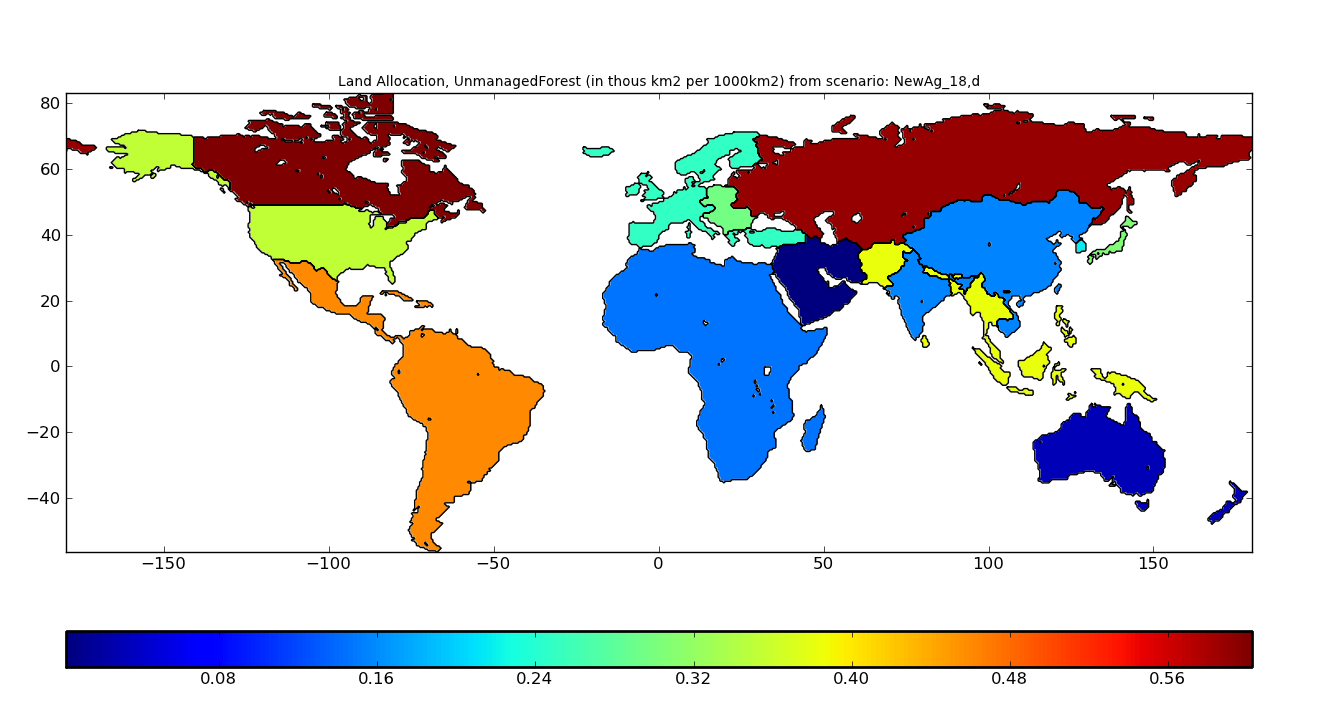 Land Allocation, UnmanagedForest (in thous km2 per 1000km2) from scenario: NewAg_18,d
80
60
40
20
0
−20
−40
−150 −100 −50 0 50 100 150
0.08 0.16 0.24 0.32 0.40 0.48 0.56